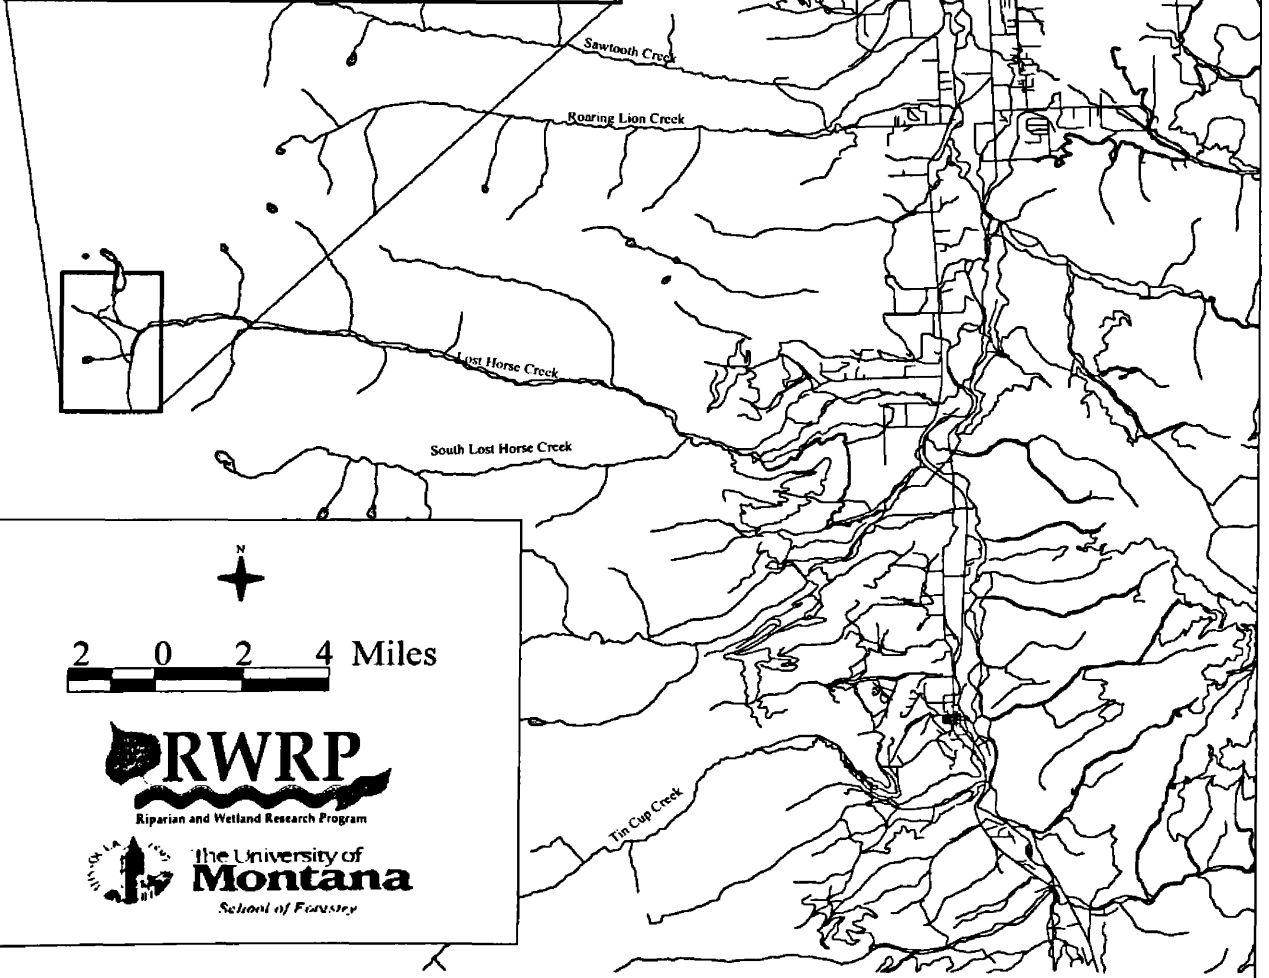 Sawtooth Creek
Roaring Lion Creek
Lost Horse Creek
South Lost Horse Creek
N
2 0 2 4 Miles
RWRP
Riparian and Wetland Research Program
Tin Cup Creek
The University of
Montana
School of Forestry